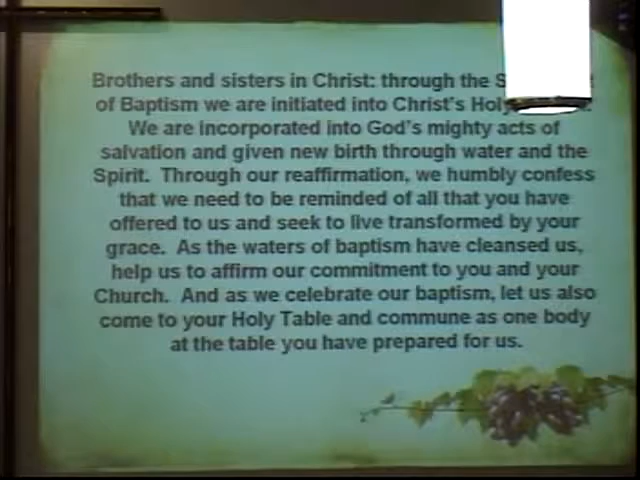 Brothers and sisters in Christ: through the
of Baptism we are initiated into Christ's
We are incorporated into God's mighty acts of
salvation and given new birth through water and the
Spirit. Through our reaffirmation, we humbly confess
that we need to be reminded of all that you have
offered to us and seek to live transformed by your
grace. As the waters of baptism have cleansed us,
help us to affirm our commitment to you and your
Church. And as we celebrate our baptism, let us also
come to your Holy Table and commune as one body
at the table you have prepared for us.